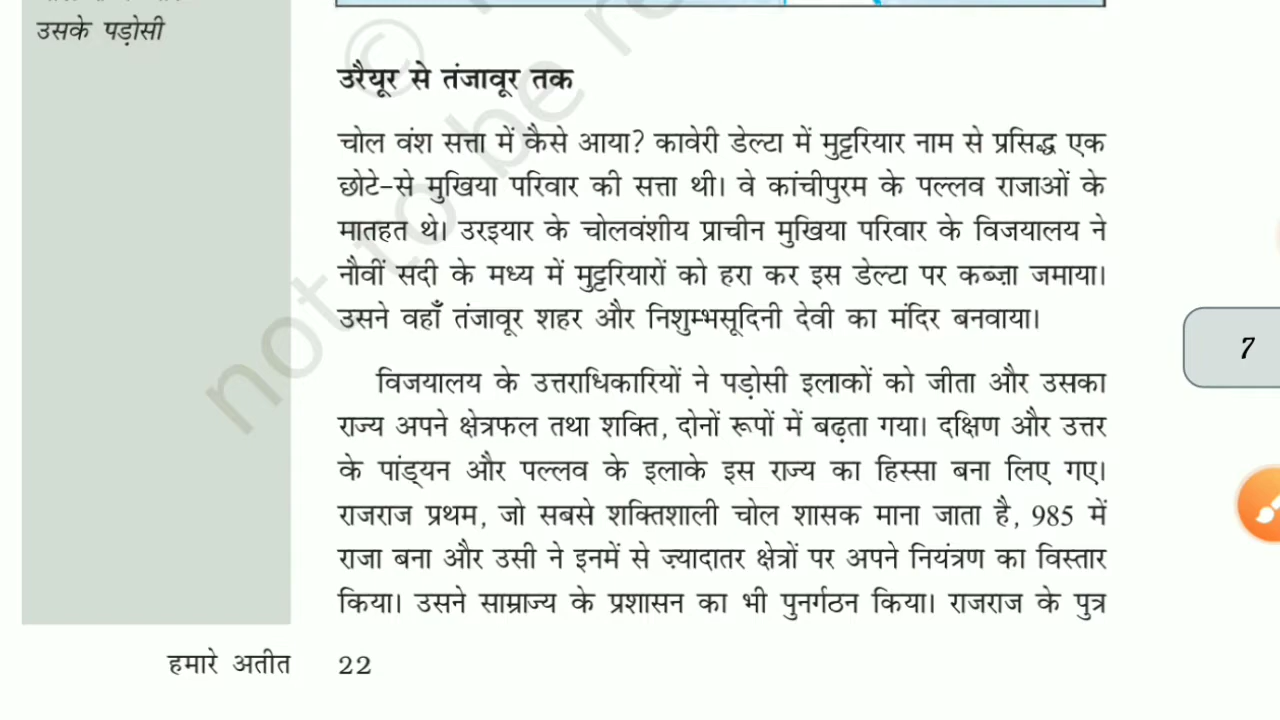 उसके पड़ोसी
उरैयूर से तंजावूर तक
चोल वंश सत्ता में कैसे आया? कावेरी डेल्टा में मुट्टरियार नाम से प्रसिद्ध एक
छोटे-से मुखिया परिवार की सत्ता थी। वे कांचीपुरम के पल्लव राजाओं के
मातहत थे। उरइयार के चोलवंशीय प्राचीन मुखिया परिवार के विजयालय ने
नौवीं सदी के मध्य में मुट्टरियारों को हरा कर इस डेल्टा पर कब्ज़ा जमाया।
उसने वहाँ तंजावूर शहर और निशुम्भसूदिनी देवी का मंदिर बनवाया।
विजयालय के उत्तराधिकारियों ने पड़ोसी इलाकों को जीता और उसका
राज्य अपने क्षेत्रफल तथा शक्ति, दोनों रूपों में बढ़ता गया। दक्षिण और उत्तर
के पांड्यन और पल्लव के इलाके इस राज्य का हिस्सा बना लिए गए।
राजराज प्रथम, जो सबसे शक्तिशाली चोल शासक माना जाता है, 985 में
राजा बना और उसी ने इनमें से ज़्यादातर क्षेत्रों पर अपने नियंत्रण का विस्तार
किया। उसने साम्राज्य के प्रशासन का भी पुनर्गठन किया। राजराज के पुत्र
हमारे अतीत 22
7
© not to be re